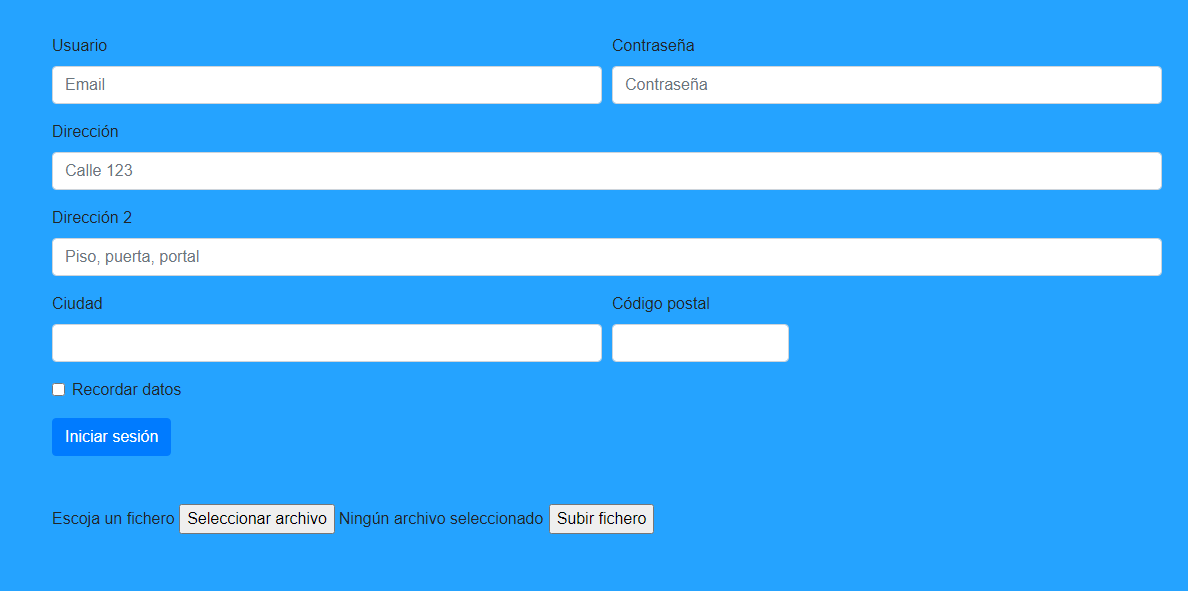 Usuario Contraseña
Email Contraseña
Dirección
Calle 123
Dirección 2
Piso, puerta, portal
Ciudad Código postal
Recordar datos
Iniciar sesión
Escoja un fichero Seleccionar archivo Ningún archivo seleccionado Subir fichero